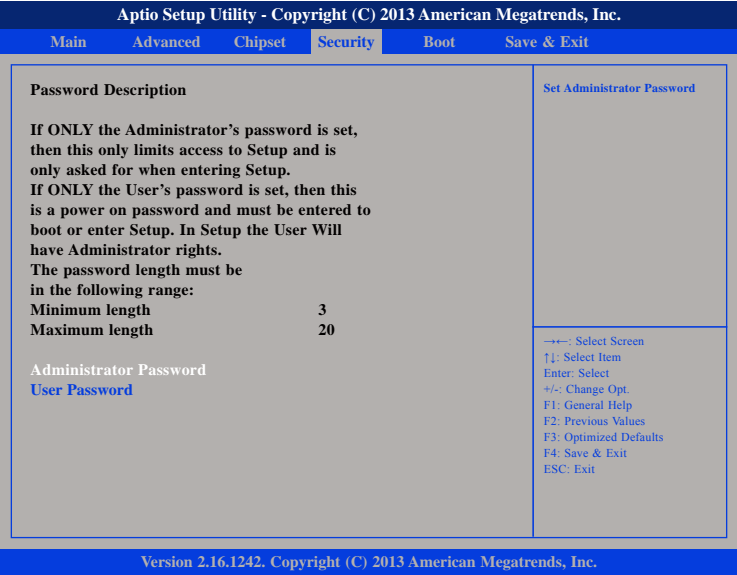 Aptio Setup Utility - Copyright (C) 2013 American Megatrends, Inc.
Main Advanced Chipset Security Boot Save & Exit
Password Description
If ONLY the Administrator's password is set,
then this only limits access to Setup and is
only asked for when entering Setup.
If ONLY the User's password is set, then this
is a power on password and must be entered to
boot or enter Setup. In Setup the User Will
have Administrator rights.
The password length must be
in the following range:
Minimum length 3
Maximum length 20
Administrator Password
User Password
Set Administrator Password
→←: Select Screen
↑↓: Select Item
Enter: Select
+/-: Change Opt.
F1: General Help
F2: Previous Values
F3: Optimized Defaults
F4: Save & Exit
ESC: Exit
Version 2.16.1242. Copyright (C) 2013 American Megatrends, Inc.